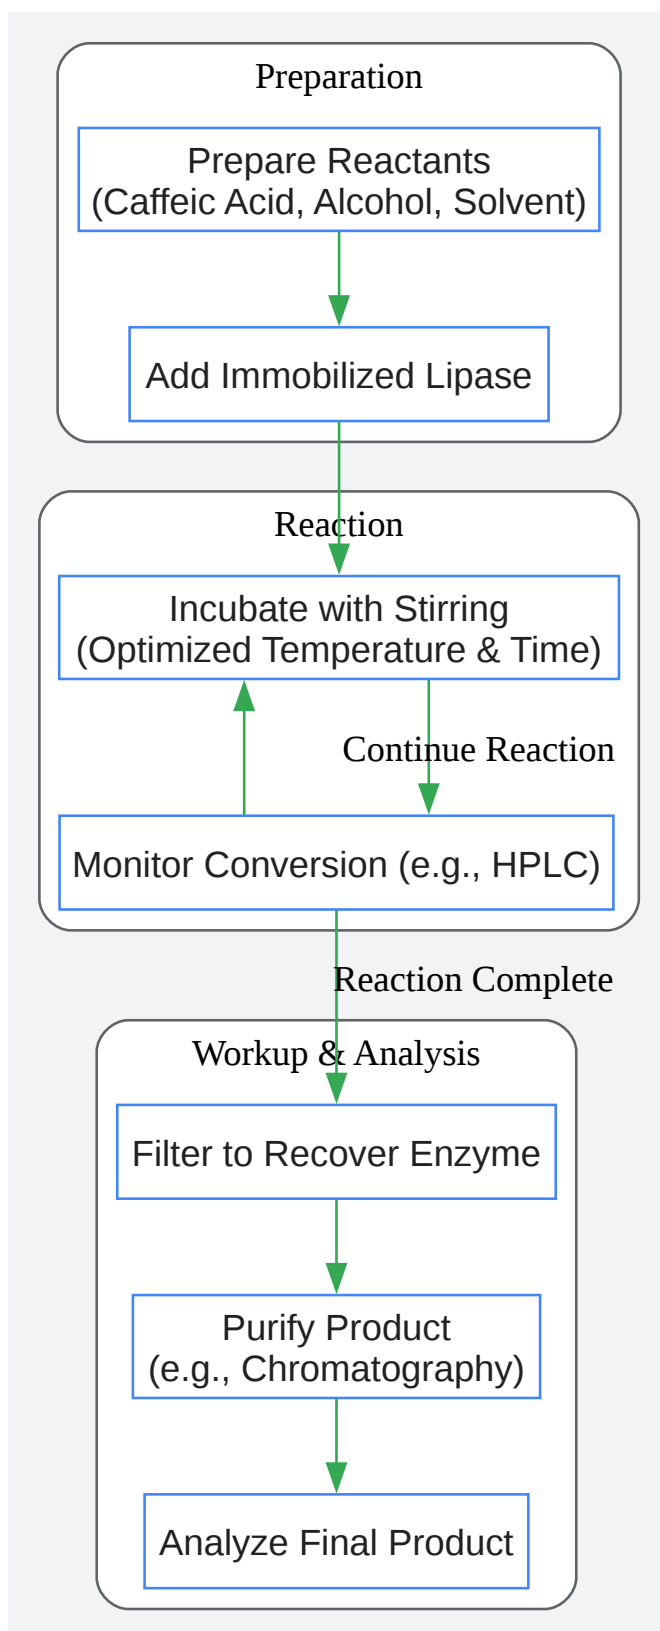 Preparation
Prepare Reactants
(Caffeic Acid, Alcohol, Solvent)
Add Immobilized Lipase
Reaction
Incubate with Stirring
(Optimized Temperature & Time)
Continue Reaction
Monitor Conversion (e.g., HPLC)
Reaction Complete
Workup & Analysis
Filter to Recover Enzyme
Purify Product
(e.g., Chromatography)
Analyze Final Product